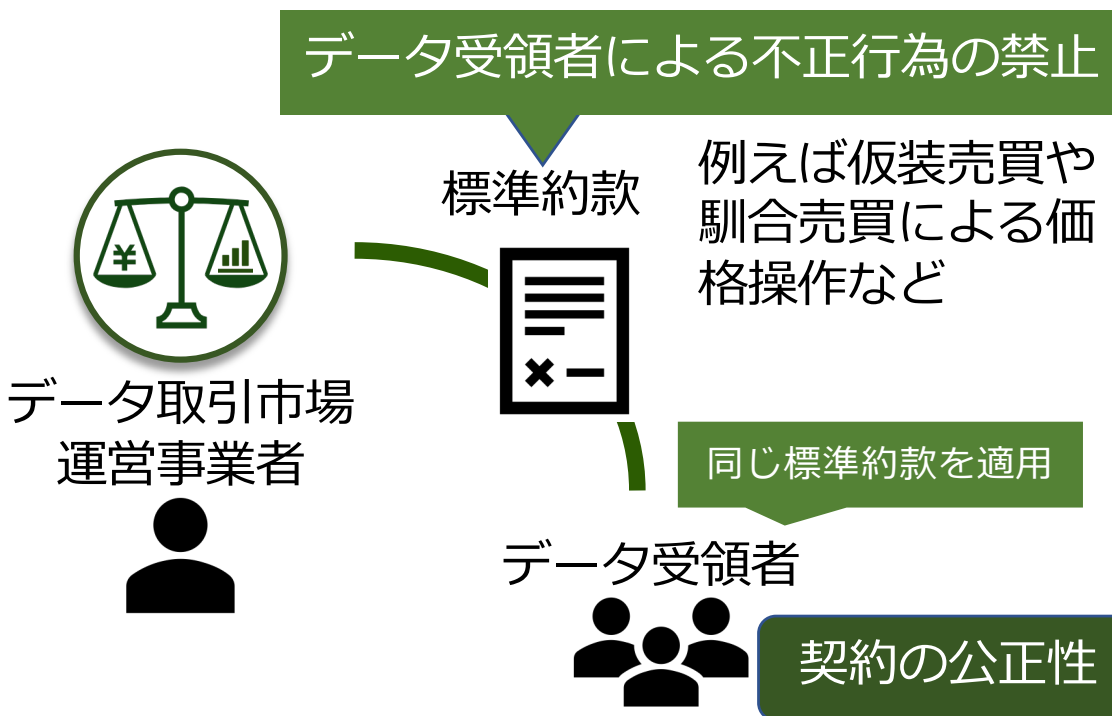 データ受領者による不正行為の禁止
標準約款
例えば仮装売買や
馴合売買による価
格操作など
¥
データ取引市場
運営事業者
同じ標準約款を適用
データ受領者
契約の公正性